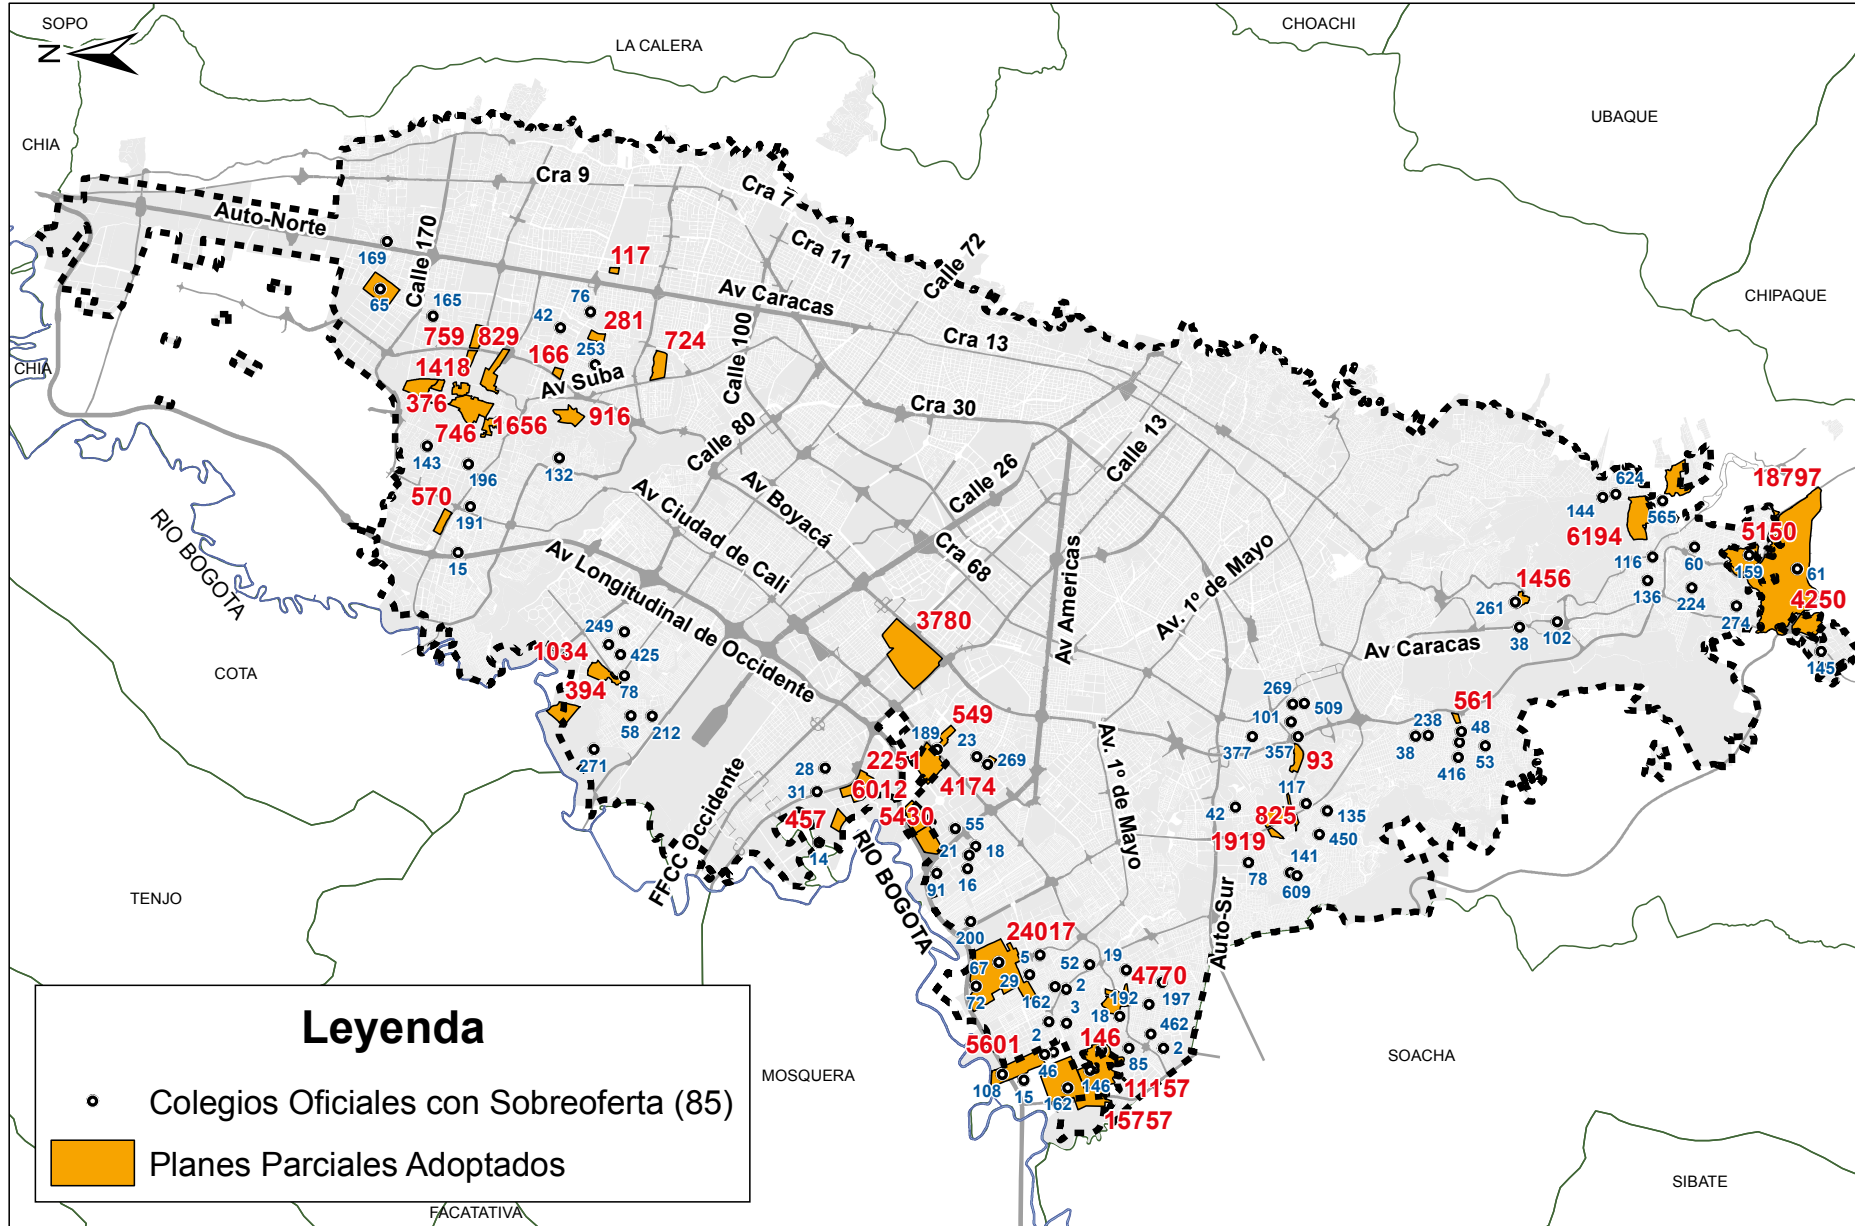 SOPO
CHOACHI
LA CALERA
N
UBAQUE
CHIA
Cra 9
Cra 7
Auto-Norte
Calle 170
Cra 11
169
117
Calle 72
65
165
76
Av Caracas
CHIPAQUE
42
281
759
829
253
724
Calle 100
Cra 13
CHIA
1418
166
Av Suba
376
Cra 30
746
1656
916
Calle 80
Calle 13
143
196
132
Calle 26
570
191
Av Ciudad de Cali
Av Boyacá
624
18797
144
565
RIO BOGOTA
15
Av Longitudinal de Occidente
Cra 68
Av Americas
Av. 1º de Mayo
6194
5150
116
60
159
61
1456
136
224
4250
261
274
249
3780
38
102
COTA
1034
425
Av Caracas
145
394
78
269
509
561
58
212
549
101
238
48
189
23
377
357
38
53
271
28
2251
269
93
416
31
6012
4174
Av. 1º de Mayo
117
FFCC Occidente
457
5430
55
42
825
135
14
RIO BOGOTA
21
18
1919
450
91
16
78
141
609
TENJO
Auto-Sur
200
24017
67
5
52
19
4770
72
29
162
2
192
197
3
18
Leyenda
5601
2
146
462
2
85
SOACHA
MOSQUERA
108
15
46
162
146
11157
15757
Colegios Oficiales con Sobreoferta (85)
Planes Parciales Adoptados
SIBATE
FACATATIVA